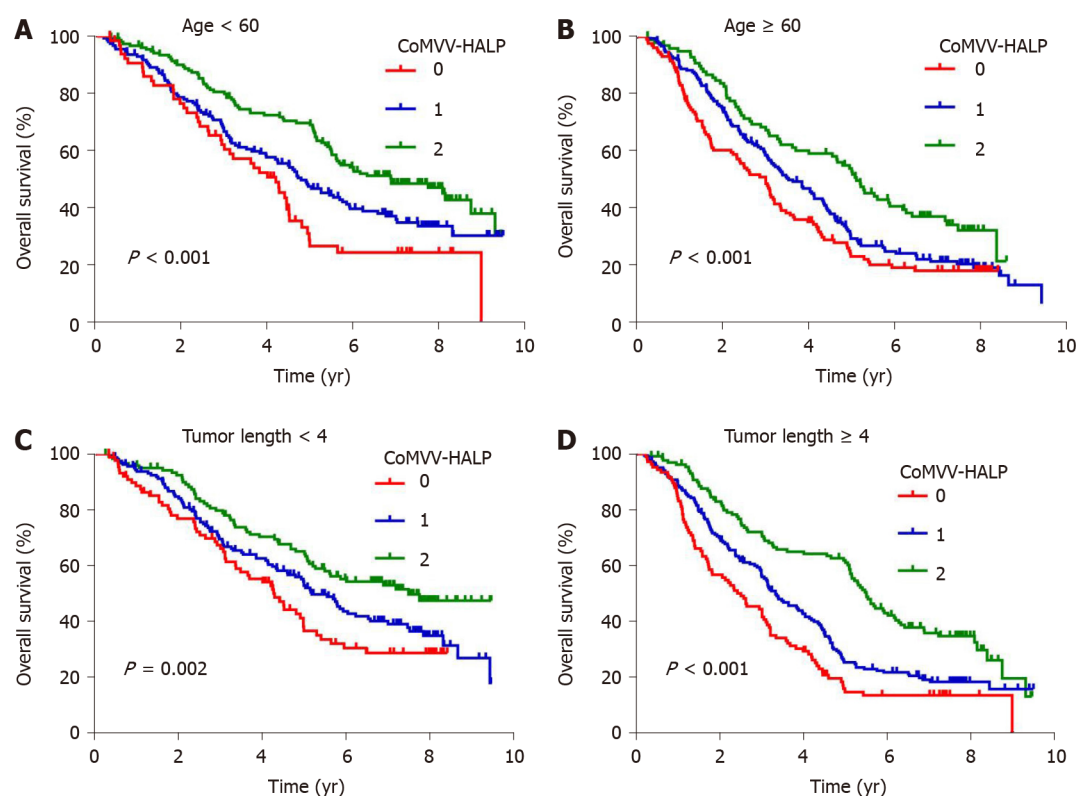 A
Age < 60
CoMVV-HALP
0
1
2
Overall survival (%)
100
80
60
40
20
0
P < 0.001
0 2 4 6 8 10
Time (yr)
B
Age ≥ 60
CoMVV-HALP
0
1
2
Overall survival (%)
100
80
60
40
20
0
P < 0.001
0 2 4 6 8 10
Time (yr)
C
Tumor length < 4
CoMVV-HALP
0
1
2
Overall survival (%)
100
80
60
40
20
0
P = 0.002
0 2 4 6 8 10
Time (yr)
D
Tumor length ≥ 4
CoMVV-HALP
0
1
2
Overall survival (%)
100
80
60
40
20
0
P < 0.001
0 2 4 6 8 10
Time (yr)